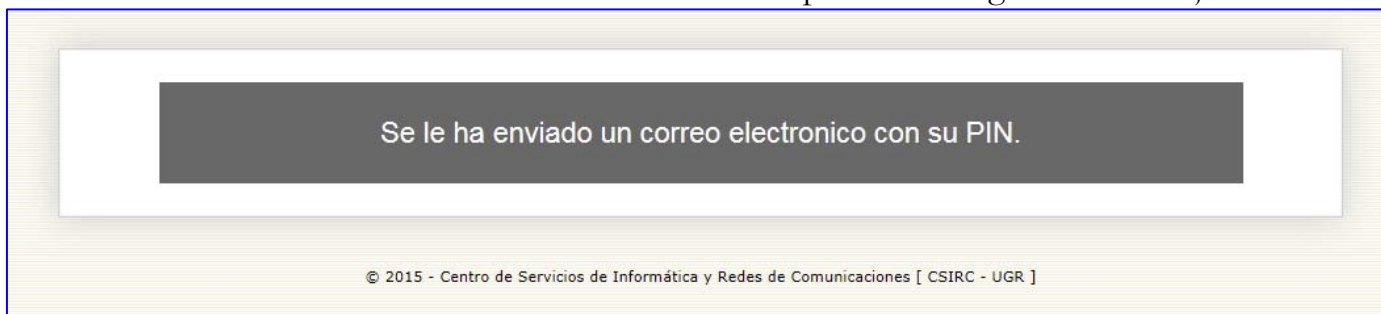 Se le ha enviado un correo electronico con su PIN.
© 2015 - Centro de Servicios de Informática y Redes de Comunicaciones [ CSIRC - UGR ]